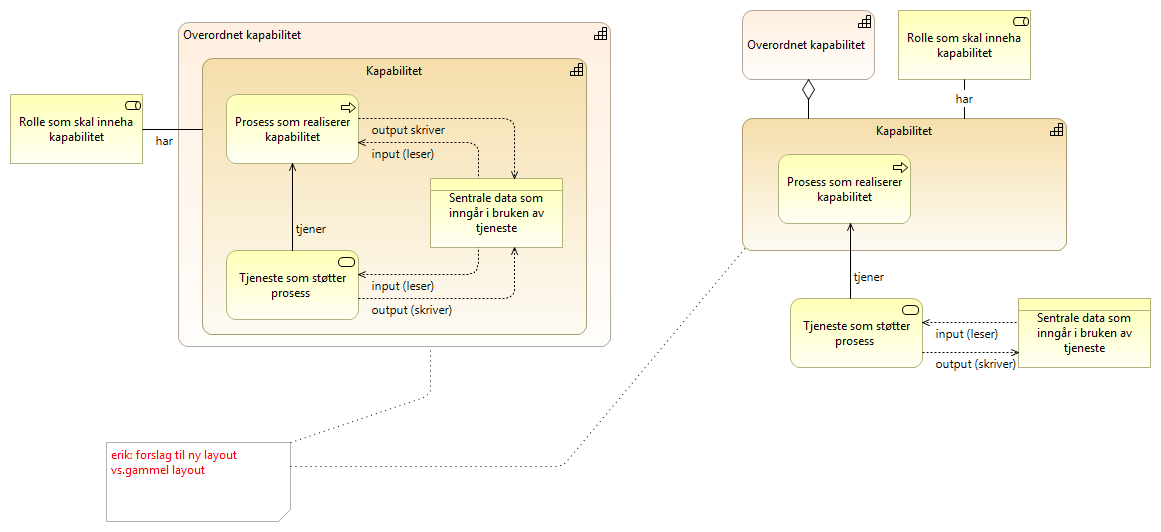 Overordnet kapabilitet
Kapabilitet
Rolle som skal inneha
kapabilitet
har
Prosess som realiserer
kapabilitet
output skriver
input (leser)
Sentrale data som
inngår i bruken av
tjeneste
tjener
Tjeneste som støtter
prosess
input (leser)
output (skriver)
Overordnet kapabilitet
Rolle som skal inneha
kapabilitet
har
Kapabilitet
Prosess som realiserer
kapabilitet
tjener
Tjeneste som støtter
prosess
input (leser)
output (skriver)
Sentrale data som
inngår i bruken av
tjeneste
erik: forslag til ny layout
vs.gammel layout